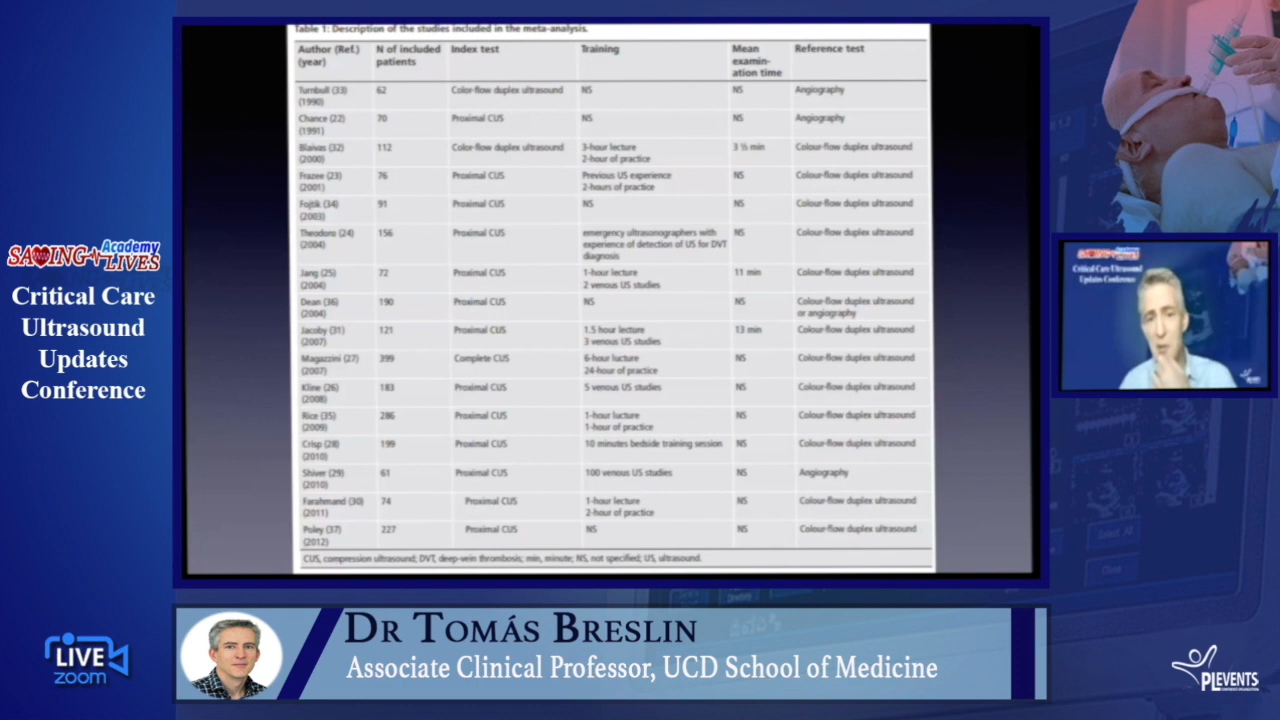 Table 1: Description of the studies included in the meta-analysis.
Author (Ref.) (year) N of included patients Index test Training Mean examin-ation time Reference test
Turnbull (33) (1990) 62 Color-flow duplex ultrasound NS NS Angiography
Chance (22) (1991) 70 Proximal CUS NS NS Angiography
Blaivas (32) (2000) 112 Color-flow duplex ultrasound 3-hour lecture 2-hour of practice 3 ½ min Colour-flow duplex ultrasound
Frazee (23) (2001) 76 Proximal CUS Previous US experience 2-hours of practice NS Colour-flow duplex ultrasound
Fojtik (34) (2003) 91 Proximal CUS NS NS Colour-flow duplex ultrasound
Theodoro (24) (2004) 156 Proximal CUS emergency ultrasonographers with experience of detection of US for DVT diagnosis NS Colour-flow duplex ultrasound
Jang (25) (2004) 72 Proximal CUS 1-hour lecture 2 venous US studies 11 min Colour-flow duplex ultrasound
Dean (36) (2004) 190 Proximal CUS NS NS Colour-flow duplex ultrasound or angiography
Jacoby (31) (2007) 121 Proximal CUS 1.5 hour lecture 3 venous US studies 13 min Colour-flow duplex ultrasound
Magazzini (27) (2007) 399 Complete CUS 6-hour lucture 24-hour of practice NS Colour-flow duplex ultrasound
Kline (26) (2008) 183 Proximal CUS 5 venous US studies NS Colour-flow duplex ultrasound
Rice (35) (2009) 286 Proximal CUS 1-hour lucture 1-hour of practice NS Colour-flow duplex ultrasound
Crisp (28) (2010) 199 Proximal CUS 10 minutes bedside training session NS Colour-flow duplex ultrasound
Shiver (29) (2010) 61 Proximal CUS 100 venous US studies NS Angiography
Farahmand (30) (2011) 74 Proximal CUS 1-hour lecture 2-hour of practice NS Colour-flow duplex ultrasound
Poley (37) (2012) 227 Proximal CUS NS NS Colour-flow duplex ultrasound
CUS, compression ultrasound; DVT, deep-vein thrombosis; min, minute; NS, not specified; US, ultrasound.
SAVING LIVES Academy
Critical Care
Ultrasound
Updates
Conference
Critical Care Ultrasound
Updates Conference
LIVE
zoom
DR TOMÁS BRESLIN
Associate Clinical Professor, UCD School of Medicine
PLEVENTS
Select All
Close